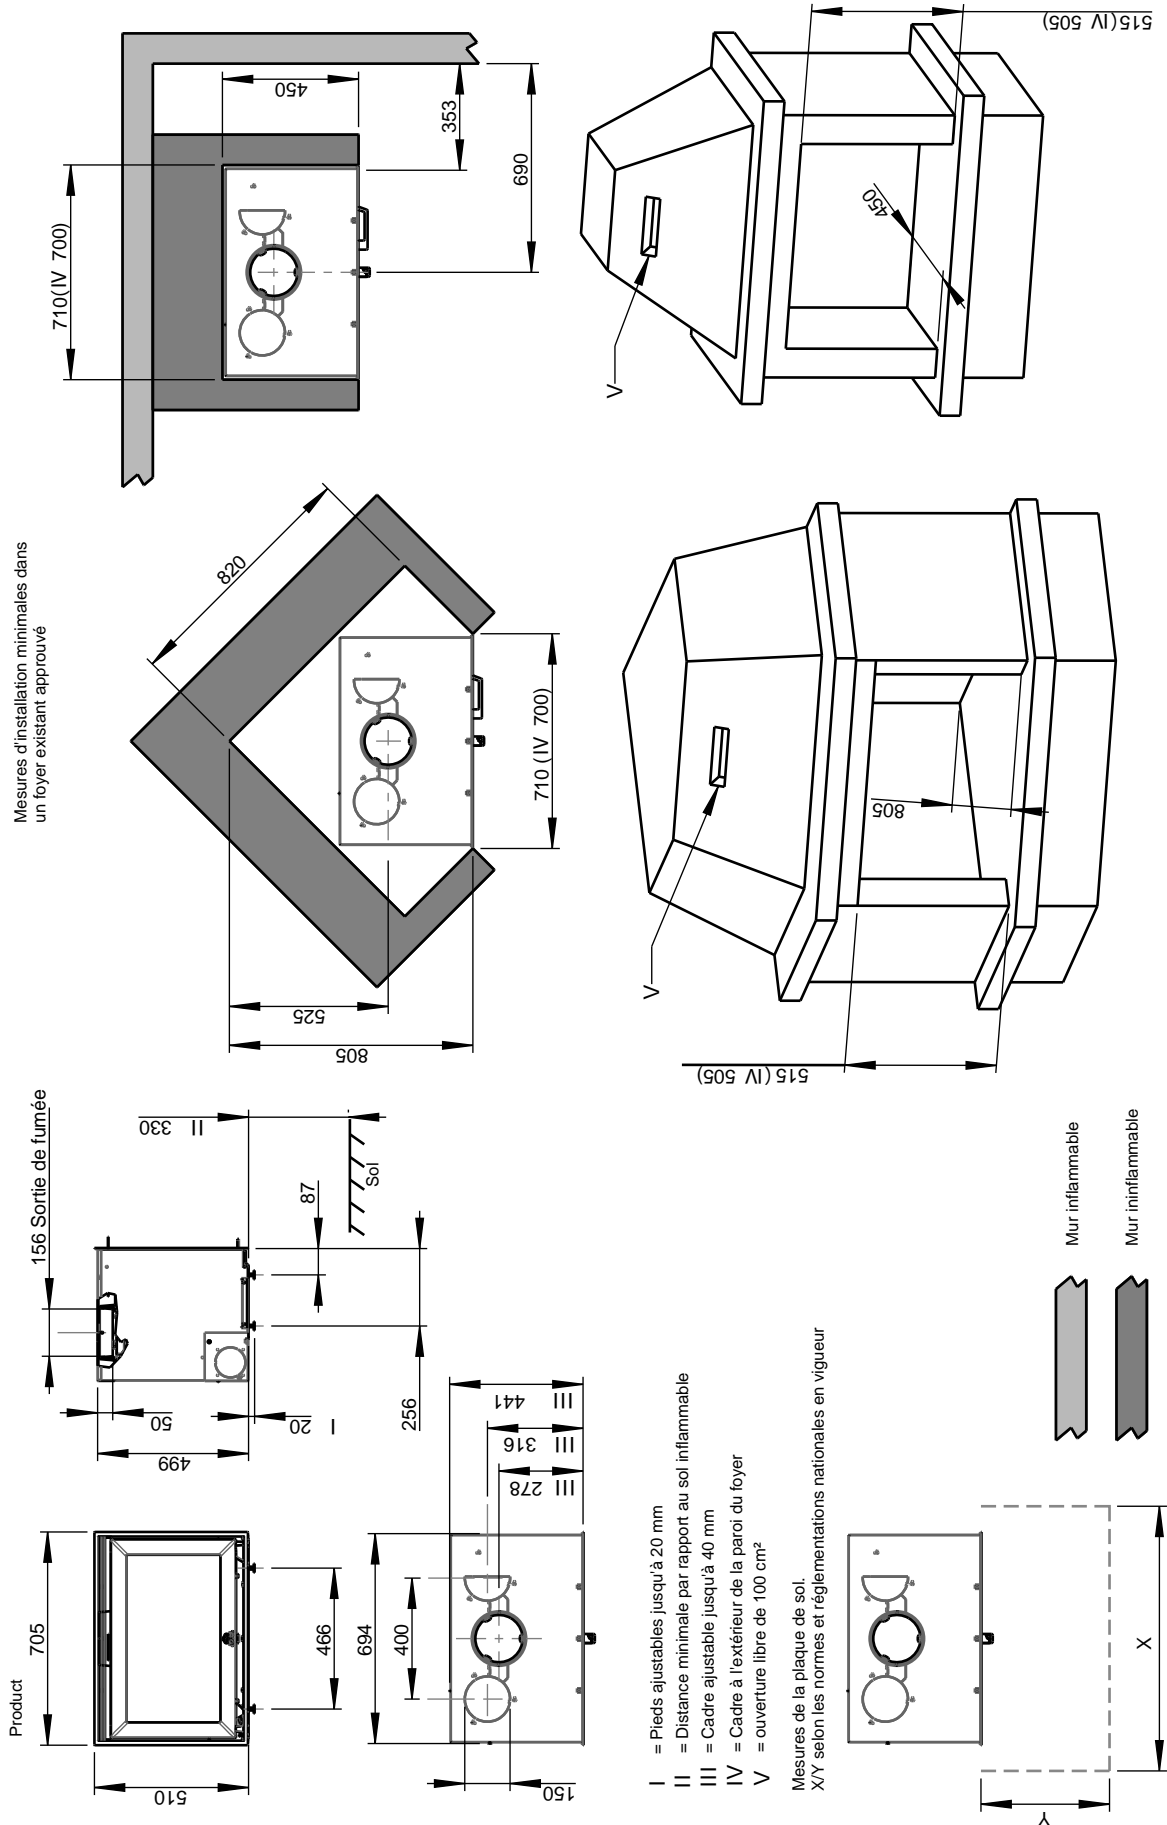 Product
705
510
466
499
50
20 I
156 Sortie de fumée
330 II
Sol
87
256
694
400
150
441 III
316 III
278 III
I = Pieds ajustables jusqu'à 20 mm
II = Distance minimale par rapport au sol inflammable
III = Cadre ajustable jusqu'à 40 mm
IV = Cadre à l'extérieur de la paroi du foyer
V = ouverture libre de 100 cm²
Mesures de la plaque de sol.
X/Y selon les normes et réglementations nationales en vigueur
X
Y
Mur inflammable
Mur ininflammable
Mesures d'installation minimales dans
un foyer existant approuvé
820
525
805
710 (IV 700)
710(IV 700)
450
353
690
V
805
515 (IV 505)
V
450
515 (IV 505)